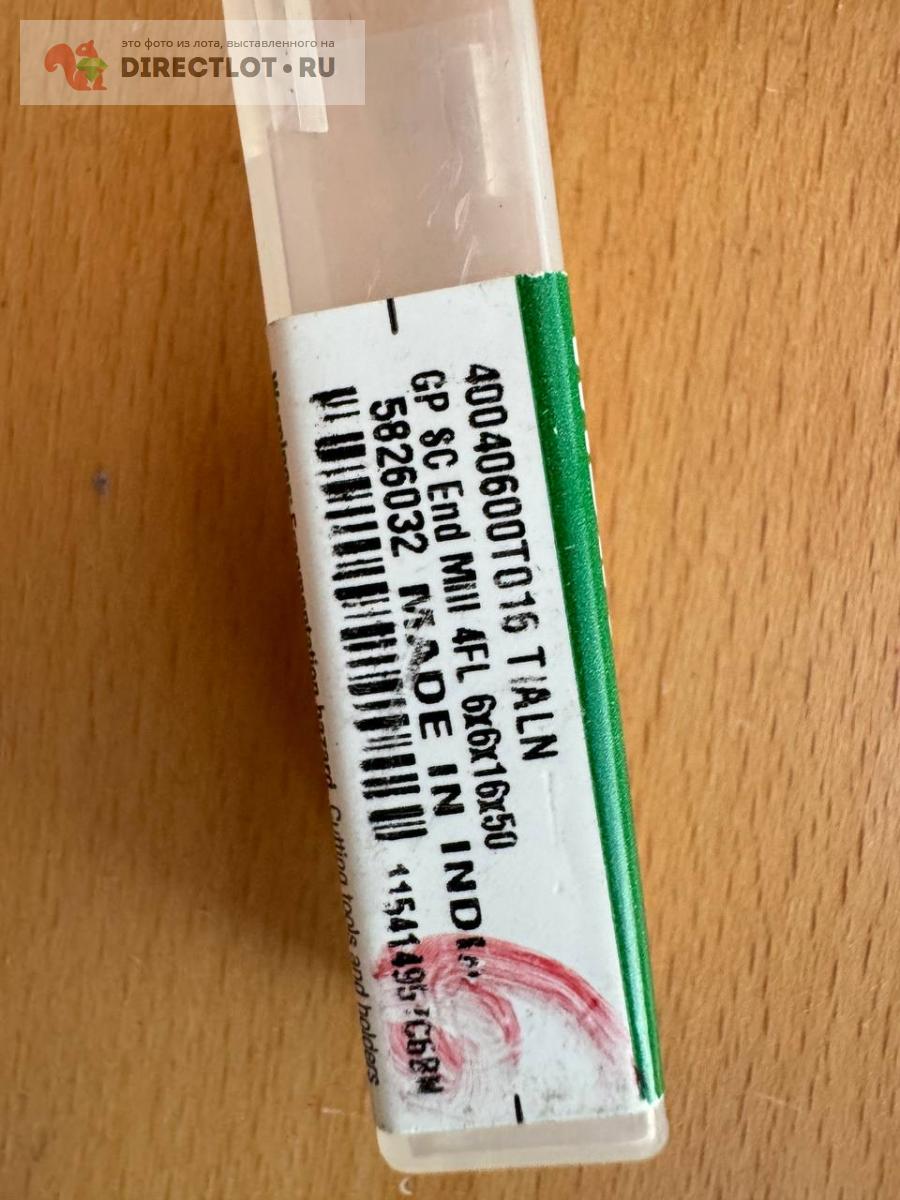 это фото из лота, выставленного на
DIRECTLOT•RU
40040600T016 TIALN
GP SC End Mill 4FL 6x6x16x50
5826032 MADE IN INDIA
Cutting tools and holders